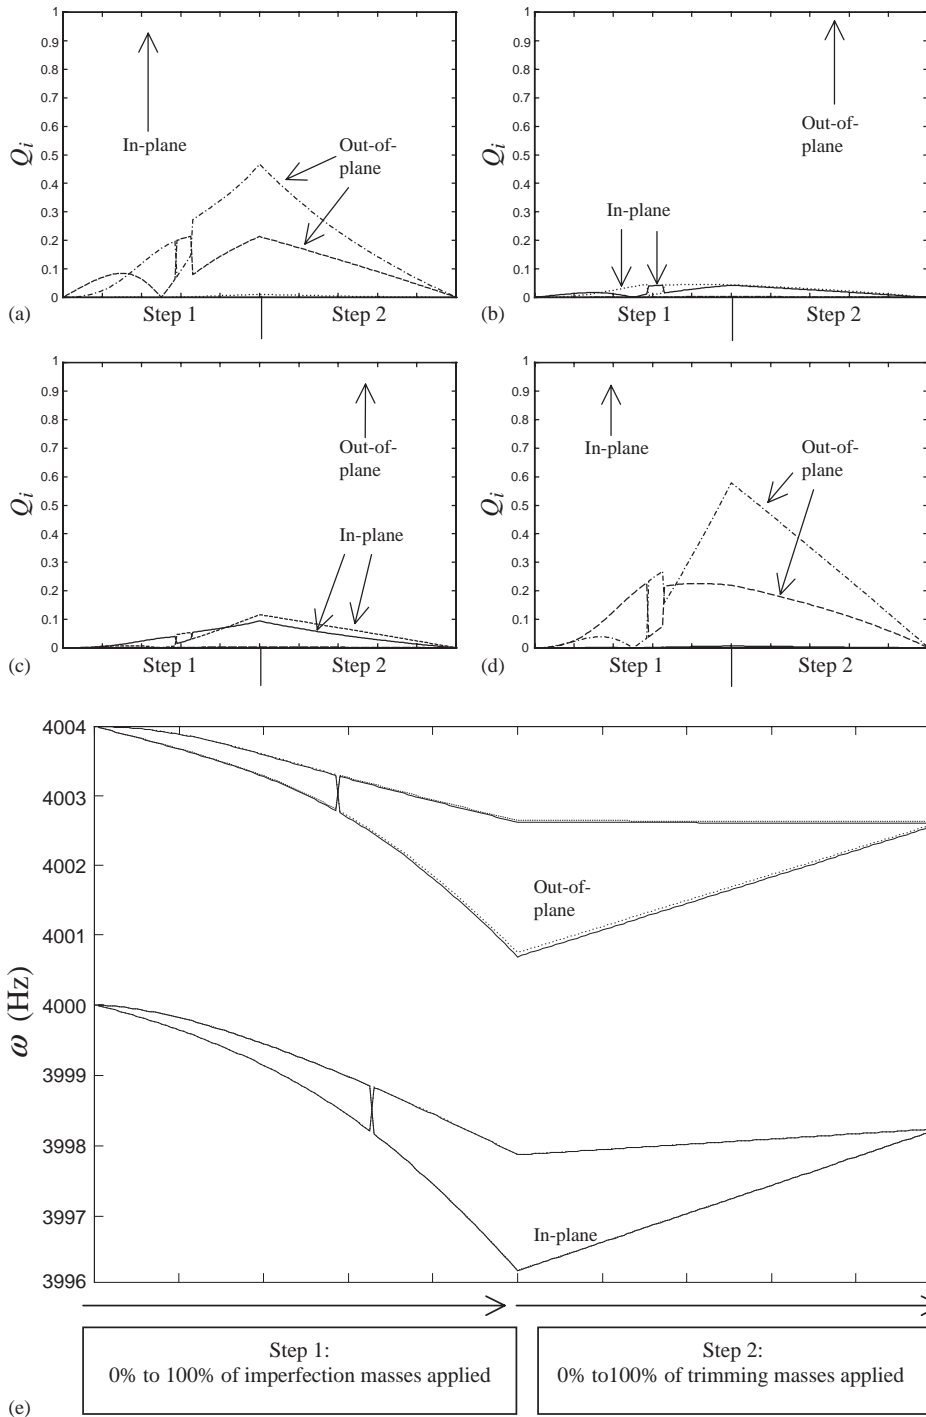 1
0.9
0.8
0.7
0.6
0.5
0.4
0.3
0.2
0.1
0
Q_i
In-plane
Out-of-
plane
(a)
Step 1
Step 2
1
0.9
0.8
0.7
0.6
0.5
0.4
0.3
0.2
0.1
0
Q_i
Out-of-
plane
In-plane
(b)
Step 1
Step 2
1
0.9
0.8
0.7
0.6
0.5
0.4
0.3
0.2
0.1
0
Q_i
Out-of-
plane
In-plane
(c)
Step 1
Step 2
1
0.9
0.8
0.7
0.6
0.5
0.4
0.3
0.2
0.1
0
Q_i
In-plane
Out-of-
plane
(d)
Step 1
Step 2
4004
4003
4002
4001
4000
3999
3998
3997
3996
ω (Hz)
Out-of-
plane
In-plane
Step 1:
0% to 100% of imperfection masses applied
Step 2:
0% to100% of trimming masses applied
(e)